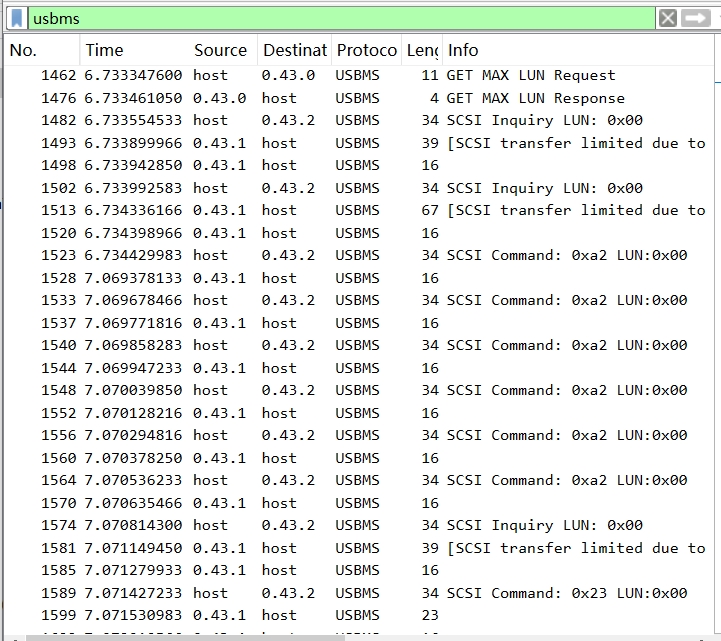 usbms
No. Time Source Destinat Protoco Leng Info
1462 6.733347600 host 0.43.0 USBMS 11 GET MAX LUN Request
1476 6.733461050 0.43.0 host USBMS 4 GET MAX LUN Response
1482 6.733554533 host 0.43.2 USBMS 34 SCSI Inquiry LUN: 0x00
1493 6.733899966 0.43.1 host USBMS 39 [SCSI transfer limited due to
1498 6.733942850 0.43.1 host USBMS 16
1502 6.733992583 host 0.43.2 USBMS 34 SCSI Inquiry LUN: 0x00
1513 6.734336166 0.43.1 host USBMS 67 [SCSI transfer limited due to
1520 6.734398966 0.43.1 host USBMS 16
1523 6.734429983 host 0.43.2 USBMS 34 SCSI Command: 0xa2 LUN:0x00
1528 7.069378133 0.43.1 host USBMS 16
1533 7.069678466 host 0.43.2 USBMS 34 SCSI Command: 0xa2 LUN:0x00
1537 7.069771816 0.43.1 host USBMS 16
1540 7.069858283 host 0.43.2 USBMS 34 SCSI Command: 0xa2 LUN:0x00
1544 7.069947233 0.43.1 host USBMS 16
1548 7.070039850 host 0.43.2 USBMS 34 SCSI Command: 0xa2 LUN:0x00
1552 7.070128216 0.43.1 host USBMS 16
1556 7.070294816 host 0.43.2 USBMS 34 SCSI Command: 0xa2 LUN:0x00
1560 7.070378250 0.43.1 host USBMS 16
1564 7.070536233 host 0.43.2 USBMS 34 SCSI Command: 0xa2 LUN:0x00
1570 7.070635466 0.43.1 host USBMS 16
1574 7.070814300 host 0.43.2 USBMS 34 SCSI Inquiry LUN: 0x00
1581 7.071149450 0.43.1 host USBMS 39 [SCSI transfer limited due to
1585 7.071279933 0.43.1 host USBMS 16
1589 7.071427233 host 0.43.2 USBMS 34 SCSI Command: 0x23 LUN:0x00
1599 7.071530983 0.43.1 host USBMS 23